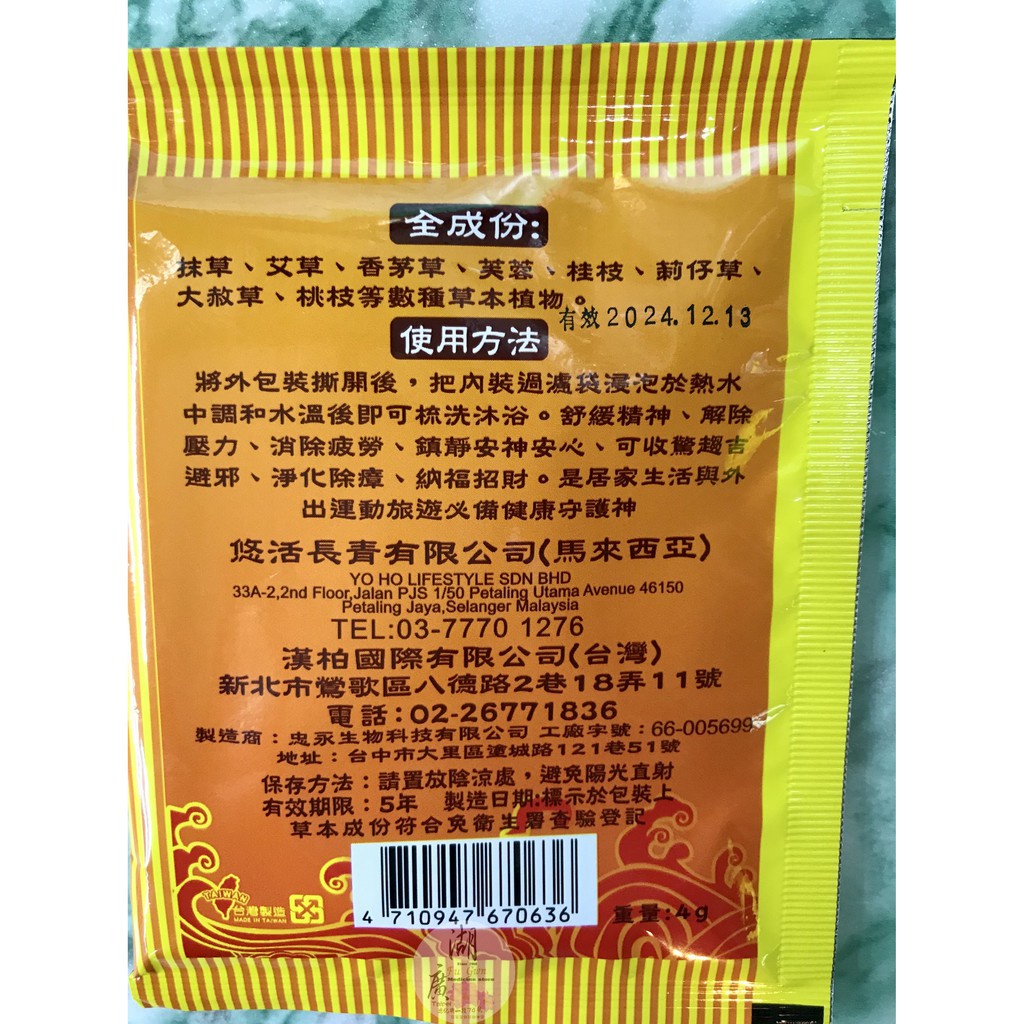 全成份:
抹草、艾草、香茅草、芙蓉、桂枝、莿仔草、
大赦草、桃枝等數種草本植物。
有效2024.12.13
使用方法
將外包裝撕開後，把內裝過濾袋浸泡於熱水
中調和水溫後即可梳洗沐浴。舒緩精神、解除
壓力、消除疲勞、鎮靜安神安心、可收驚趨吉
避邪、淨化除瘴、納福招財。是居家生活與外
出運動旅遊必備健康守護神
悠活長青有限公司(馬來西亞)
YO HO LIFESTYLE SDN BHD
33A-2,2nd Floor,Jalan PJS 1/50 Petaling Utama Avenue 46150
Petaling Jaya,Selanger Malaysia
TEL:03-7770 1276
漢柏國際有限公司(台灣)
新北市鶯歌區八德路2巷18弄11號
電話:02-26771836
製造商：忠永生物科技有限公司 工廠字號：66-005699
地址：台中市大里區塗城路121巷51號
保存方法：請置放陰涼處，避免陽光直射
有效期限：5年 製造日期:標示於包裝上
草本成份符合免衛生署查驗登記
TAIWAN
台灣製造
MADE IN TAIWAN
4 710947 670636
重量:4g
湖
廣